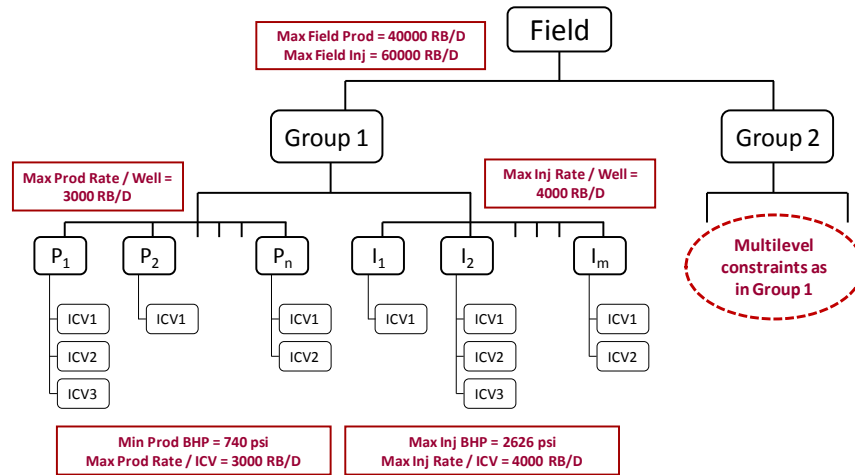 Max Field Prod = 40000 RB/D
Max Field Inj = 60000 RB/D
Field
Group 1
Group 2
Max Prod Rate / Well =
3000 RB/D
Max Inj Rate / Well =
4000 RB/D
P1
P2
Pn
I1
I2
Im
Multilevel
constraints as
in Group 1
ICV1
ICV1
ICV1
ICV1
ICV1
ICV1
ICV2
ICV2
ICV2
ICV2
ICV3
ICV3
Min Prod BHP = 740 psi
Max Prod Rate / ICV = 3000 RB/D
Max Inj BHP = 2626 psi
Max Inj Rate / ICV = 4000 RB/D